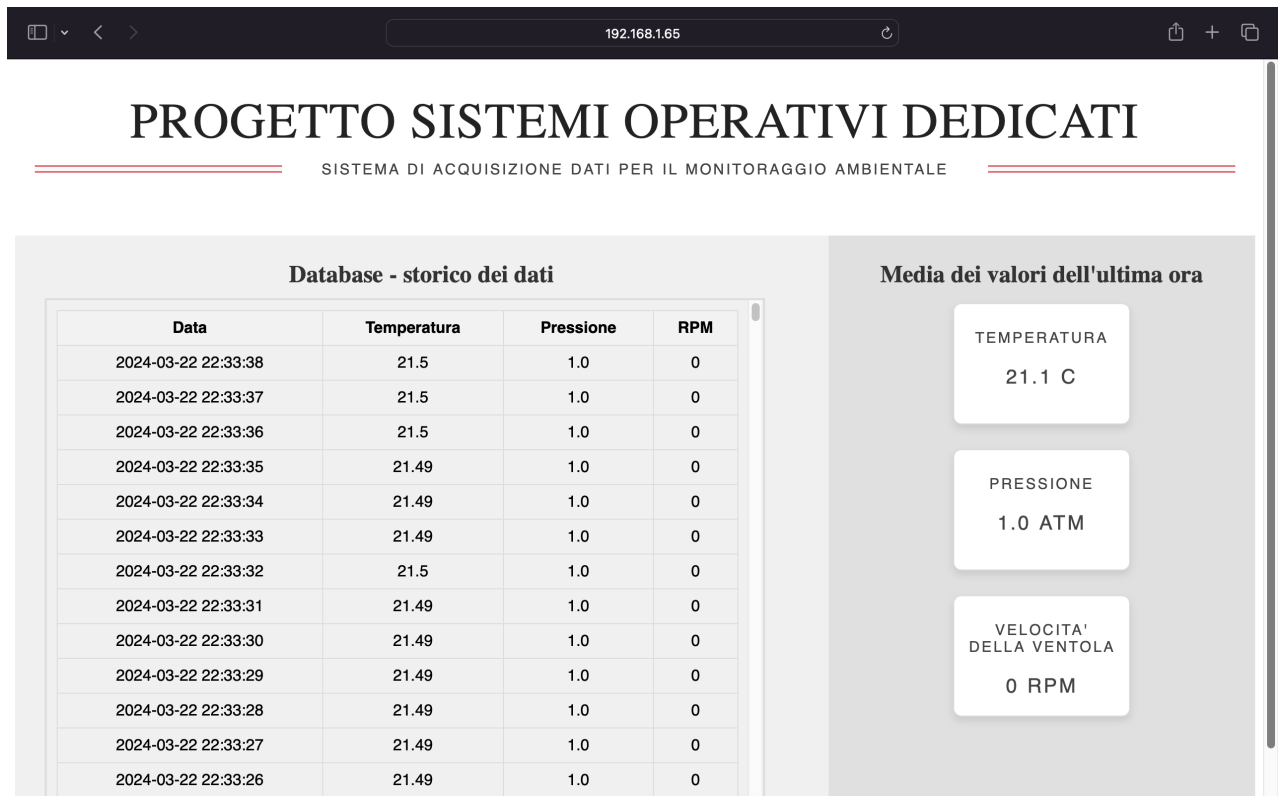 192.168.1.65
PROGETTO SISTEMI OPERATIVI DEDICATI
SISTEMA DI ACQUISIZIONE DATI PER IL MONITORAGGIO AMBIENTALE
Database - storico dei dati
Data Temperatura Pressione RPM
2024-03-22 22:33:38 21.5 1.0 0
2024-03-22 22:33:37 21.5 1.0 0
2024-03-22 22:33:36 21.5 1.0 0
2024-03-22 22:33:35 21.49 1.0 0
2024-03-22 22:33:34 21.49 1.0 0
2024-03-22 22:33:33 21.49 1.0 0
2024-03-22 22:33:32 21.5 1.0 0
2024-03-22 22:33:31 21.49 1.0 0
2024-03-22 22:33:30 21.49 1.0 0
2024-03-22 22:33:29 21.49 1.0 0
2024-03-22 22:33:28 21.49 1.0 0
2024-03-22 22:33:27 21.49 1.0 0
2024-03-22 22:33:26 21.49 1.0 0
Media dei valori dell'ultima ora
TEMPERATURA
21.1 C
PRESSIONE
1.0 ATM
VELOCITA'
DELLA VENTOLA
0 RPM